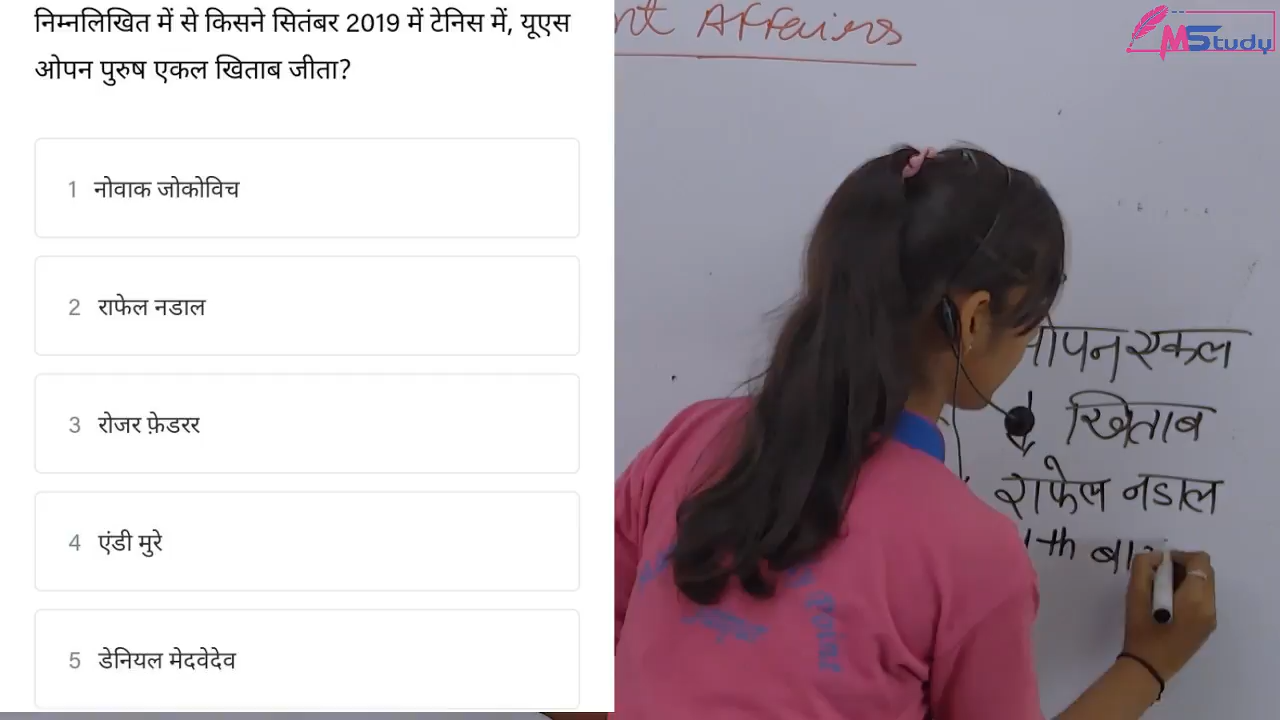 निम्नलिखित में से किसने सितंबर 2019 में टेनिस में, यूएस
ओपन पुरुष एकल खिताब जीता?
1 नोवाक जोकोविच
2 राफेल नडाल
3 रोजर फ़ेडरर
4 एंडी मुरे
5 डेनियल मेदवेदेव
Affairs
MStudy
ओपन एकल
खिताब
राफेल नडाल